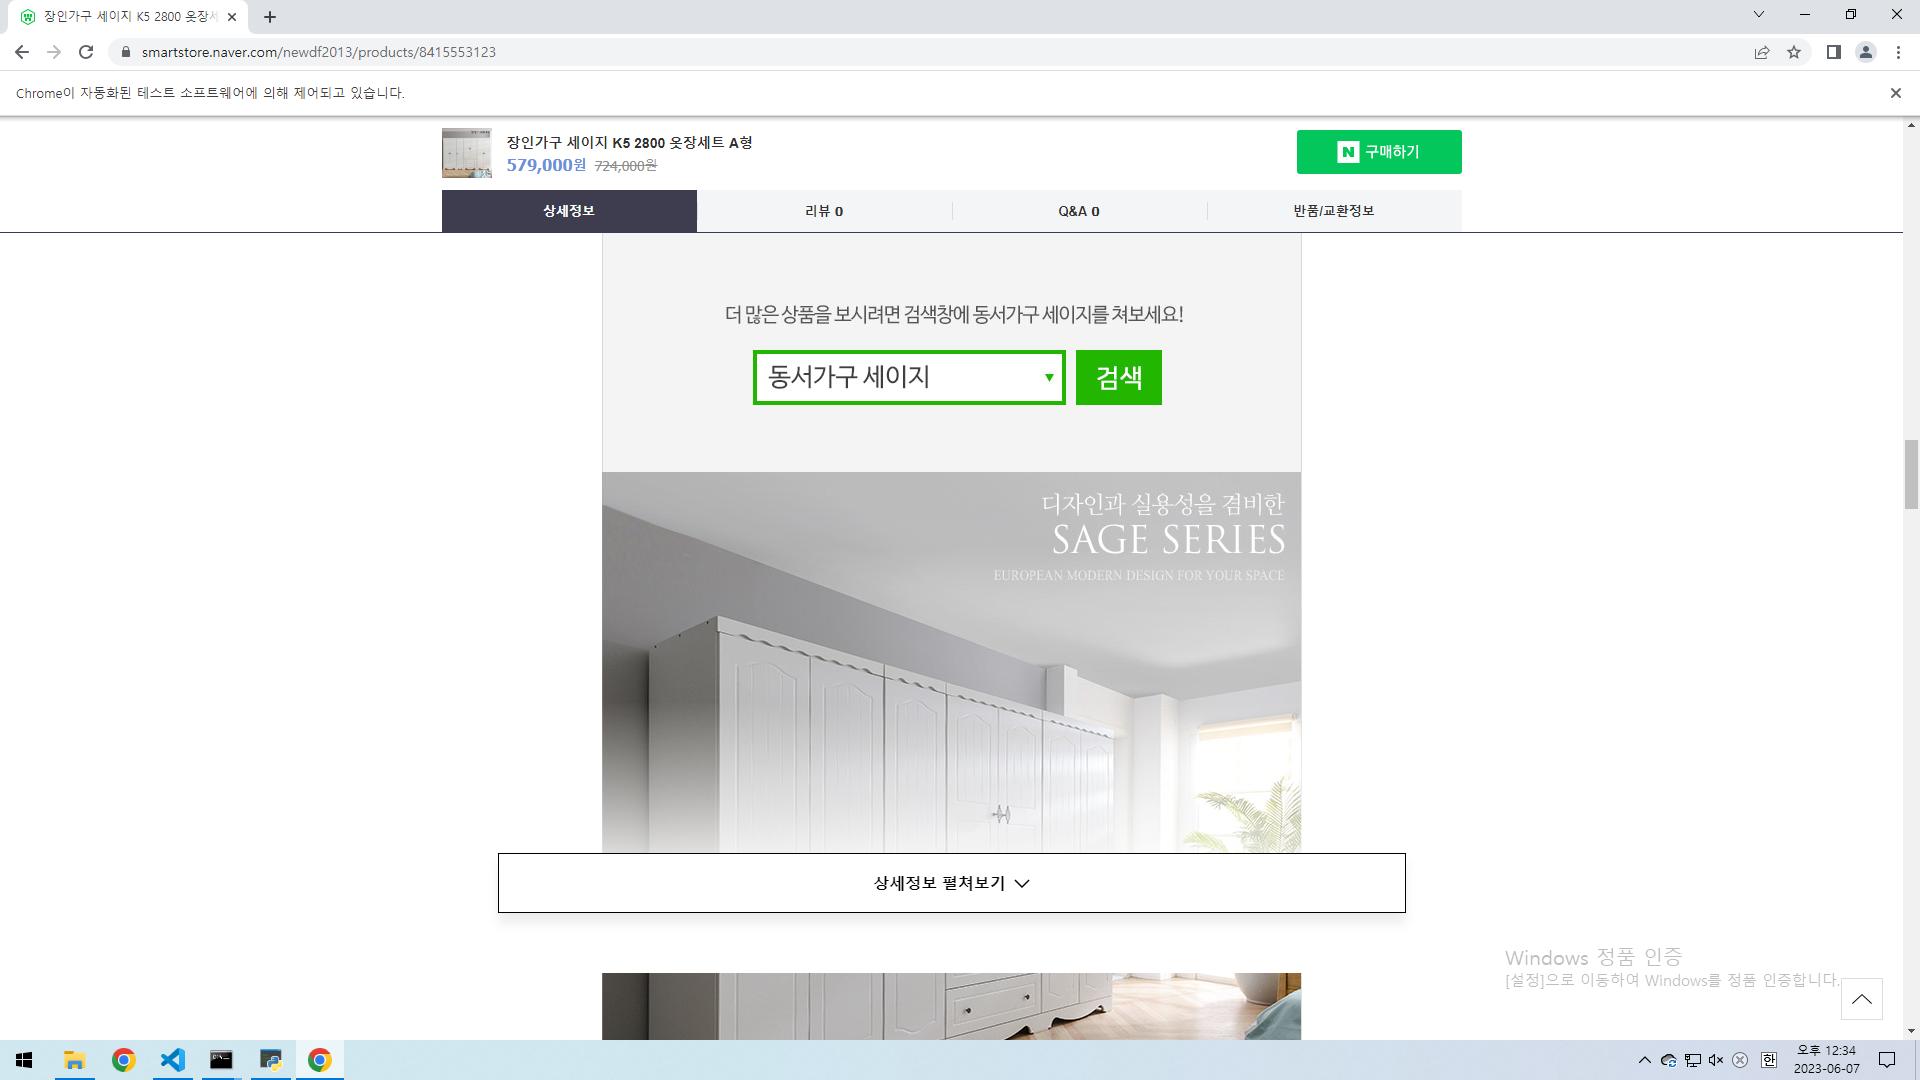 장인가구 세이지 K5 2800 옷장세
smartstore.naver.com/newdf2013/products/8415553123
Chrome이 자동화된 테스트 소프트웨어에 의해 제어되고 있습니다.
장인가구 세이지 K5 2800 옷장세트 A형
579,000원 724,000원
N 구매하기
상세정보
리뷰 0
Q&A 0
반품/교환정보
더 많은 상품을 보시려면 검색창에 동서가구 세이지를 쳐보세요!
동서가구 세이지
검색
디자인과 실용성을 겸비한
SAGE SERIES
EUROPEAN MODERN DESIGN FOR YOUR SPACE
상세정보 펼쳐보기
Windows 정품 인증
[설정]으로 이동하여 Windows를 정품 인증합니다.
한
오후 12:34
2023-06-07